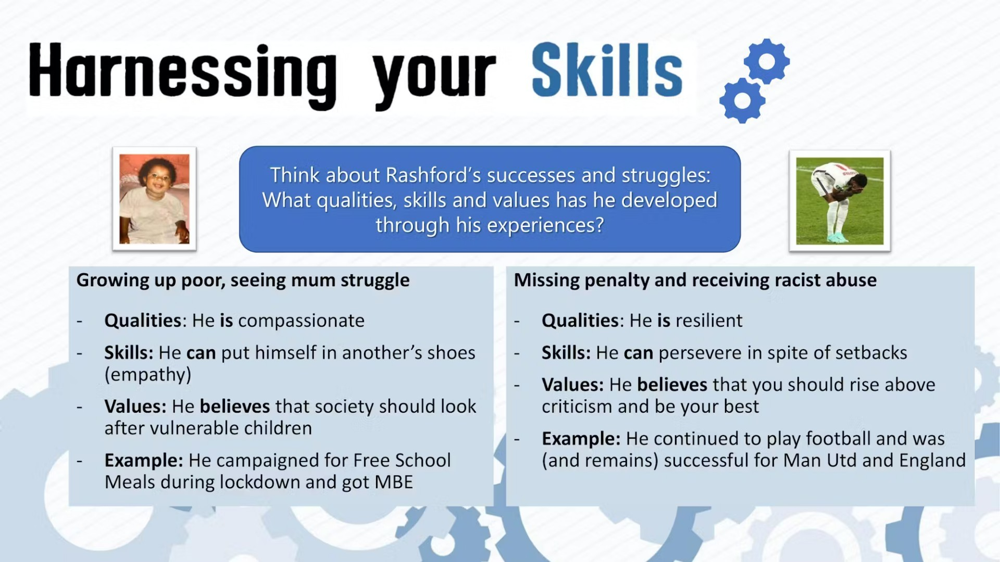 Harnessing your Skills
Think about Rashford’s successes and struggles:
What qualities, skills and values has he developed
through his experiences?
Growing up poor, seeing mum struggle
- Qualities: He is compassionate
- Skills: He can put himself in another’s shoes
(empathy)
- Values: He believes that society should look
after vulnerable children
- Example: He campaigned for Free School
Meals during lockdown and got MBE
Missing penalty and receiving racist abuse
- Qualities: He is resilient
- Skills: He can persevere in spite of setbacks
- Values: He believes that you should rise above
criticism and be your best
- Example: He continued to play football and was
(and remains) successful for Man Utd and England